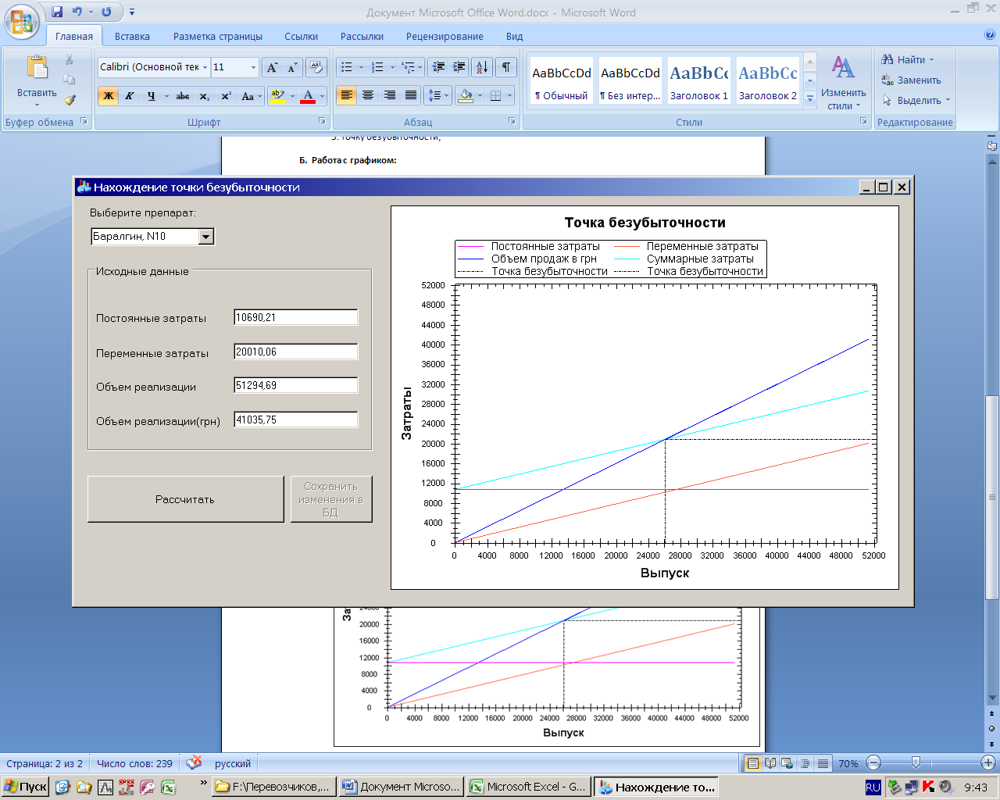 Документ Microsoft Office Word.docx - Microsoft Word
Главная Вставка Разметка страницы Ссылки Рассылки Рецензирование Вид
Calibri (Основной тек 11
Вставить
Ж К Ч abc x₂ x² Aa
AaBbCcDd AaBbCcDd AaBbCc AaBbCc
¶ Обычный ¶ Без интер... Заголовок 1 Заголовок 2
Изменить стили
Найти
Заменить
Выделить
Буфер обмена Шрифт Абзац Стили Редактирование
5. Точку безубыточности;
Б. Работа с графиком:
Нахождение точки безубыточности
Выберите препарат:
Баралгин, N10
Исходные данные
Постоянные затраты 10690,21
Переменные затраты 20010,06
Объем реализации 51294,69
Объем реализации(грн) 41035,75
Рассчитать
Сохранить
изменения в
БД
Точка безубыточности
Постоянные затраты Переменные затраты
Объем продаж в грн Суммарные затраты
Точка безубыточности Точка безубыточности
52000
48000
44000
40000
36000
32000
28000
24000
20000
16000
12000
8000
4000
0
Затраты
0 4000 8000 12000 16000 20000 24000 28000 32000 36000 40000 44000 48000 52000
Выпуск
24000
20000
16000
12000
8000
4000
0
За
0 4000 8000 12000 16000 20000 24000 28000 32000 36000 40000 44000 48000 52000
Выпуск
Страница: 2 из 2 Число слов: 239 русский 70%
Пуск » F:\Перевозчиков,... Документ Microso... Microsoft Excel - G... Нахождение то... RU 9:43